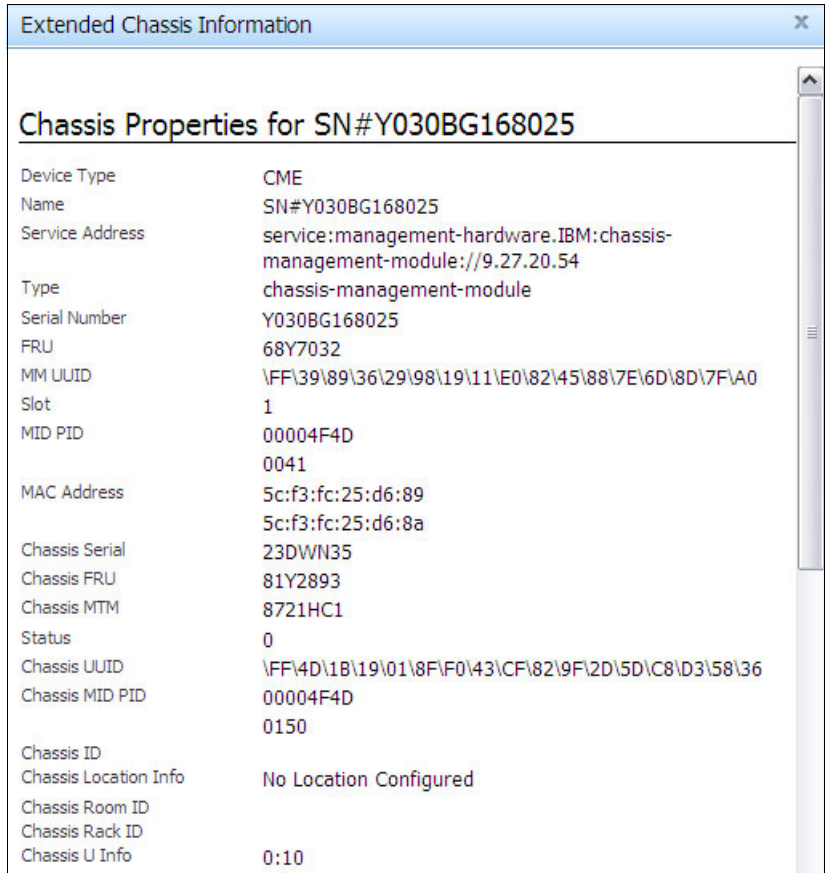 Extended Chassis Information
Chassis Properties for SN#Y030BG168025
Device Type CME
Name SN#Y030BG168025
Service Address service:management-hardware.IBM:chassis-
management-module://9.27.20.54
Type chassis-management-module
Serial Number Y030BG168025
FRU 68Y7032
MM UUID \FF\39\89\36\29\98\19\11\E0\82\45\88\7E\6D\8D\7F\A0
Slot 1
MID PID 00004F4D
0041
MAC Address 5c:f3:fc:25:d6:89
5c:f3:fc:25:d6:8a
Chassis Serial 23DWN35
Chassis FRU 81Y2893
Chassis MTM 8721HC1
Status 0
Chassis UUID \FF\4D\1B\19\01\8F\F0\43\CF\82\9F\2D\5D\C8\D3\58\36
Chassis MID PID 00004F4D
0150
Chassis ID
Chassis Location Info No Location Configured
Chassis Room ID
Chassis Rack ID
Chassis U Info 0:10